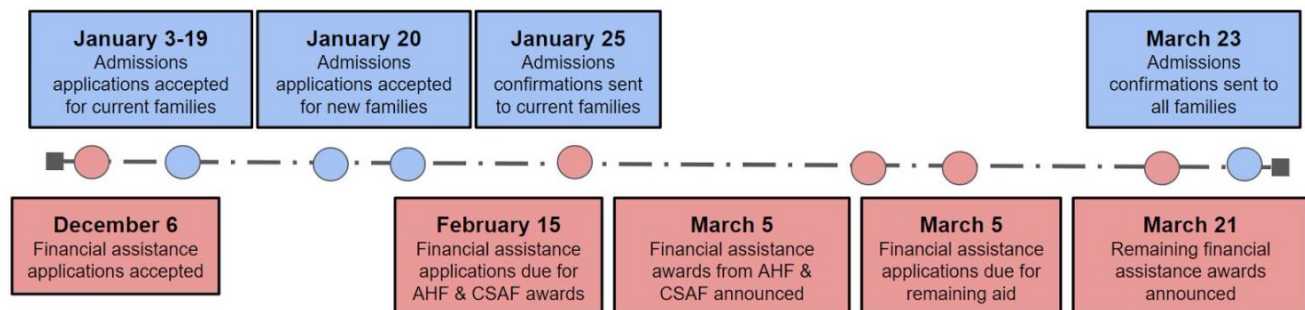 January 3-19
Admissions
applications accepted
for current families
January 20
Admissions
applications accepted
for new families
January 25
Admissions
confirmations sent
to current families
March 23
Admissions
confirmations sent to
all families
December 6
Financial assistance
applications accepted
February 15
Financial assistance
applications due for
AHF & CSAF awards
March 5
Financial assistance
awards from AHF &
CSAF announced
March 5
Financial assistance
applications due for
remaining aid
March 21
Remaining financial
assistance awards
announced